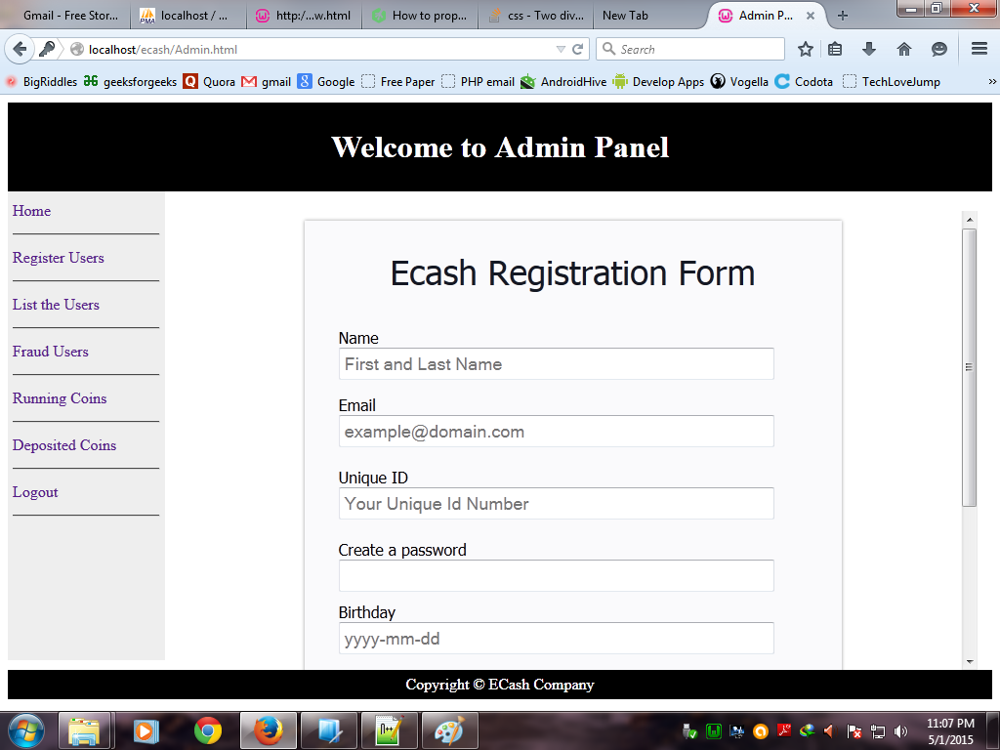 Gmail - Free Stor... localhost / ... http:/...w.html How to prop... css - Two div... New Tab Admin P...
localhost/ecash/Admin.html Search
BigRiddles geeksforgeeks Quora gmail Google Free Paper PHP email AndroidHive Develop Apps Vogella Codota TechLoveJump »
Welcome to Admin Panel
Home
Register Users
List the Users
Fraud Users
Running Coins
Deposited Coins
Logout
Ecash Registration Form
Name
First and Last Name
Email
example@domain.com
Unique ID
Your Unique Id Number
Create a password
Birthday
yyyy-mm-dd
Copyright © ECash Company
11:07 PM
5/1/2015